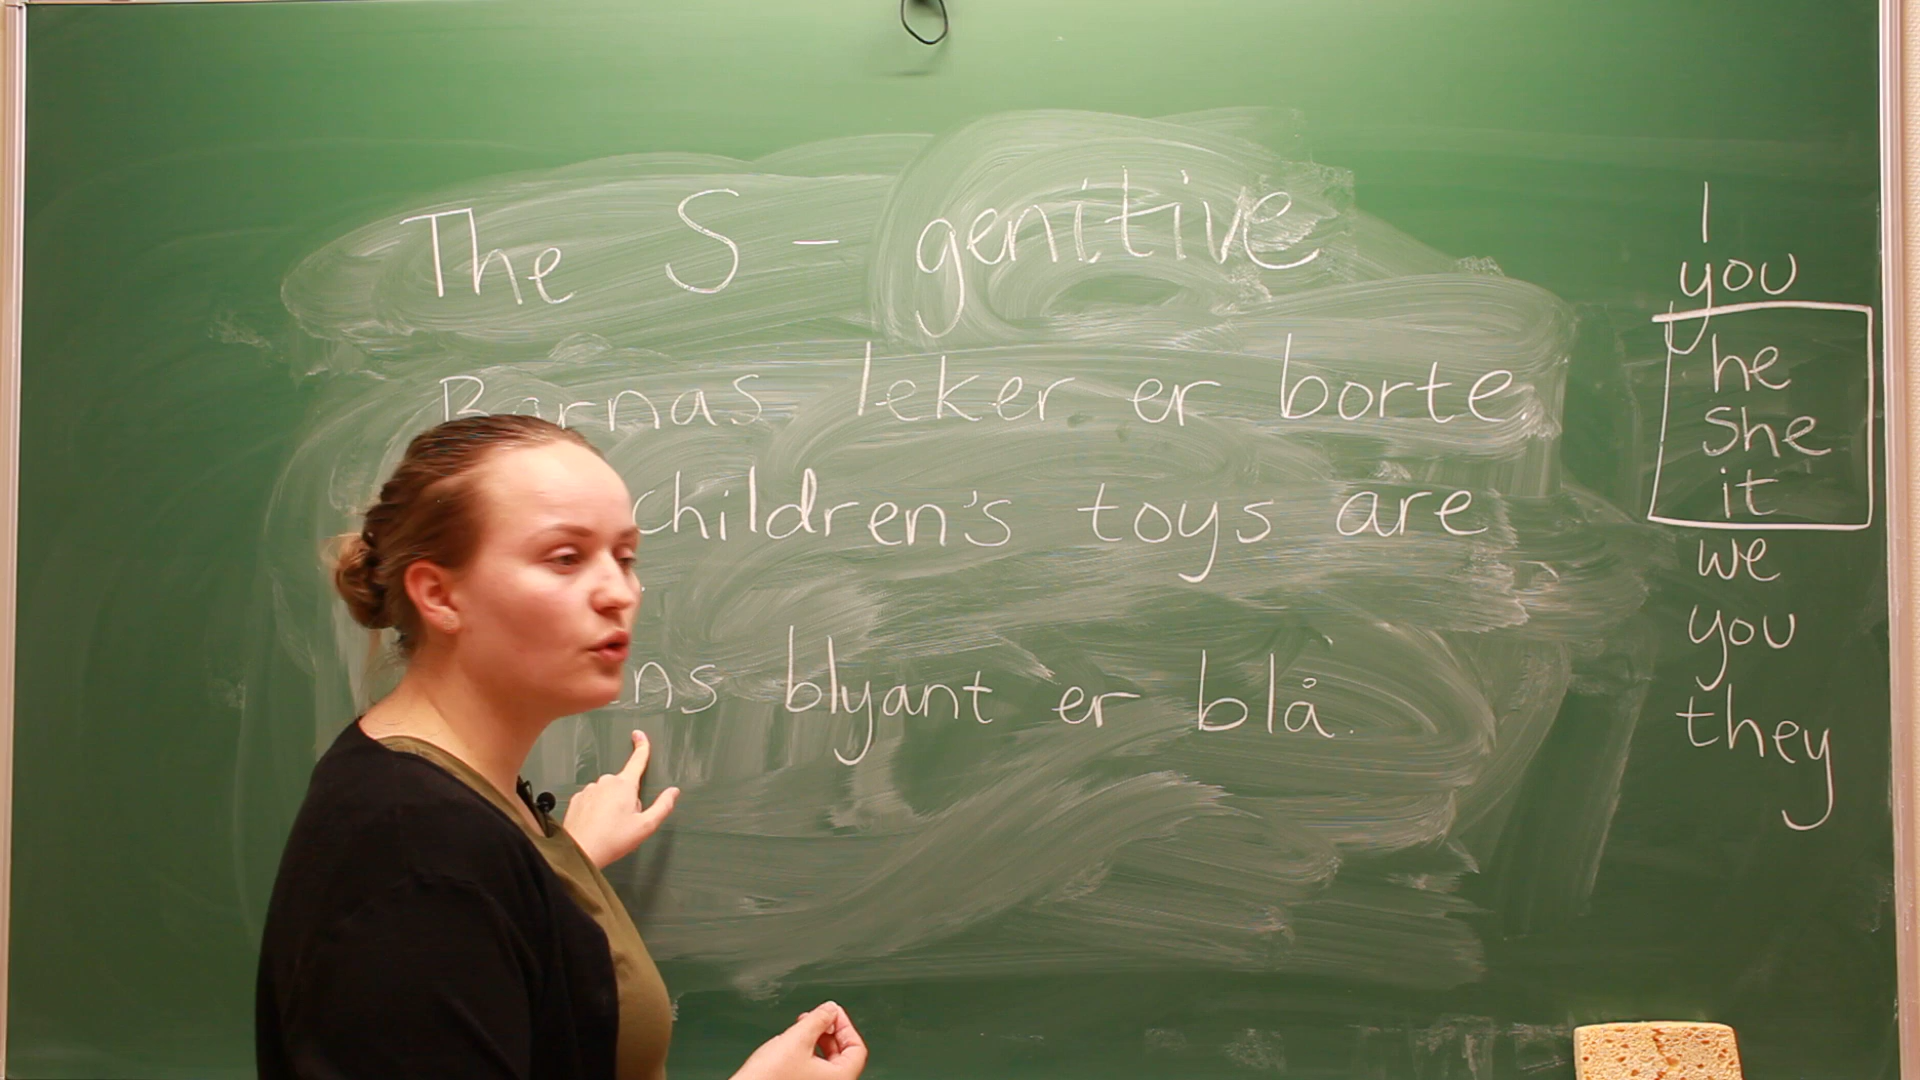 The S - genitive
Barnas leker er borte.
children's toys are
blyant er blå.
I
you
he
She
it
we
you
they